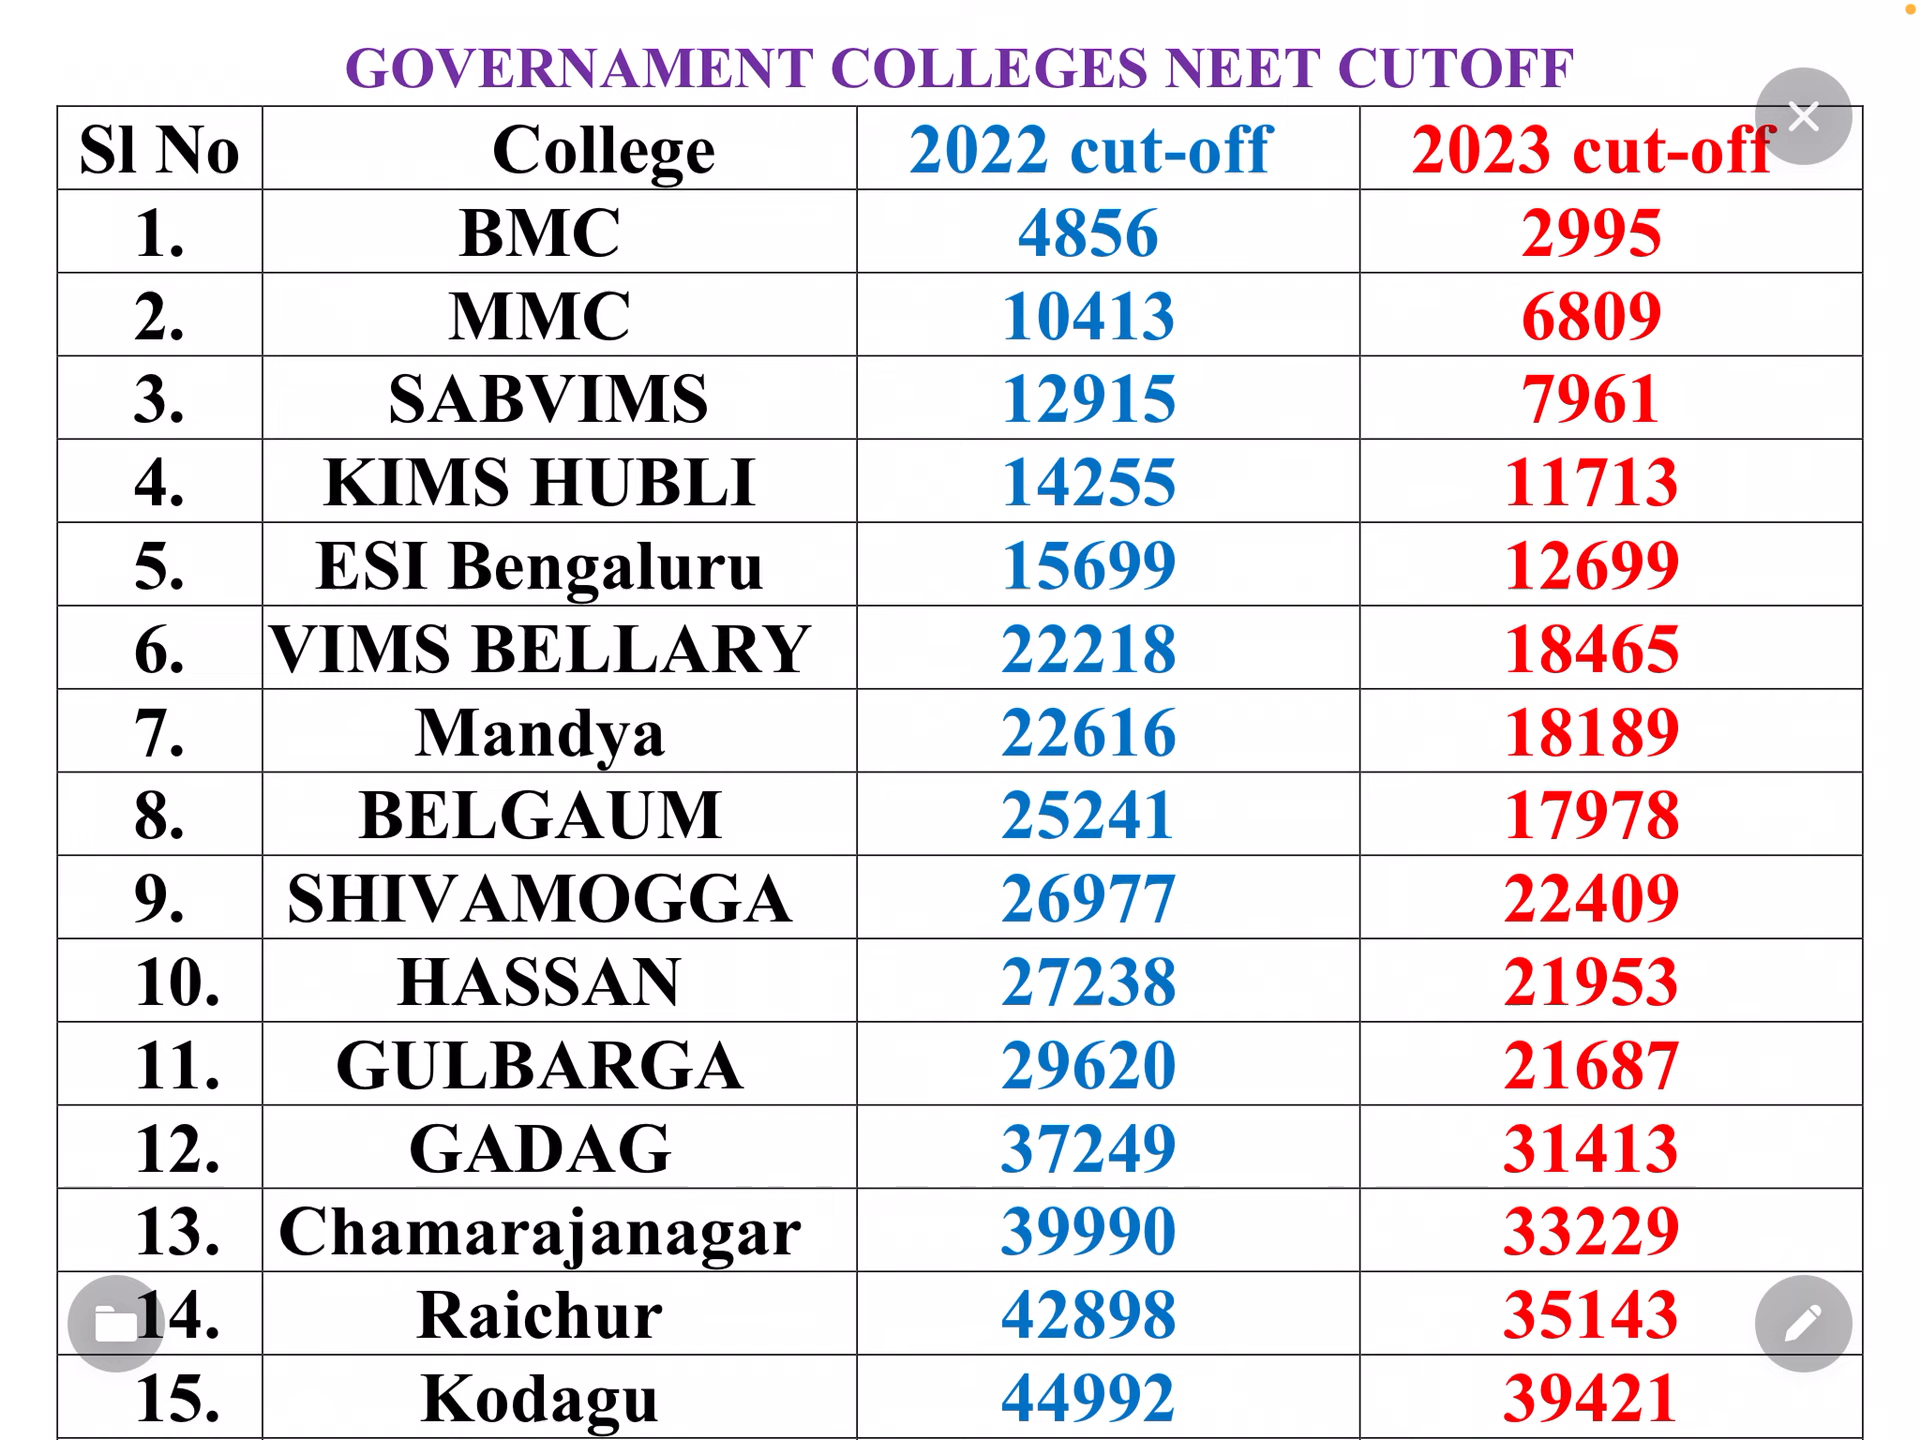 GOVERNAMENT COLLEGES NEET CUTOFF
Sl No College 2022 cut-off 2023 cut-off
1. BMC 4856 2995
2. MMC 10413 6809
3. SABVIMS 12915 7961
4. KIMS HUBLI 14255 11713
5. ESI Bengaluru 15699 12699
6. VIMS BELLARY 22218 18465
7. Mandya 22616 18189
8. BELGAUM 25241 17978
9. SHIVAMOGGA 26977 22409
10. HASSAN 27238 21953
11. GULBARGA 29620 21687
12. GADAG 37249 31413
13. Chamarajanagar 39990 33229
14. Raichur 42898 35143
15. Kodagu 44992 39421